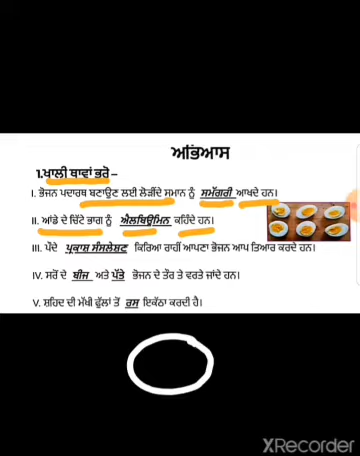 ਅਭਿਆਸ
1.ਖਾਲੀ ਥਾਵਾਂ ਭਰੋ –
I. ਭੋਜਨ ਪਦਾਰਥ ਬਣਾਉਣ ਲਈ ਲੋੜੀਂਦੇ ਸਮਾਨ ਨੂੰ ਸਮੱਗਰੀ ਆਖਦੇ ਹਨ।
II. ਆਂਡੇ ਦੇ ਚਿੱਟੇ ਭਾਗ ਨੂੰ ਐਲਬਿਊਮਿਨ ਕਹਿੰਦੇ ਹਨ।
III. ਪੌਦੇ ਪ੍ਰਕਾਸ਼ ਸੰਸਲੇਸ਼ਣ ਕਿਰਿਆ ਰਾਹੀਂ ਆਪਣਾ ਭੋਜਨ ਆਪ ਤਿਆਰ ਕਰਦੇ ਹਨ।
IV. ਸਰੋਂ ਦੇ ਬੀਜ ਅਤੇ ਪੱਤੇ ਭੋਜਨ ਦੇ ਤੌਰ ਤੇ ਵਰਤੇ ਜਾਂਦੇ ਹਨ।
V. ਸ਼ਹਿਦ ਦੀ ਮੱਖੀ ਫੁੱਲਾਂ ਤੋਂ ਰਸ ਇਕੱਠਾ ਕਰਦੀ ਹੈ।
XRecorder